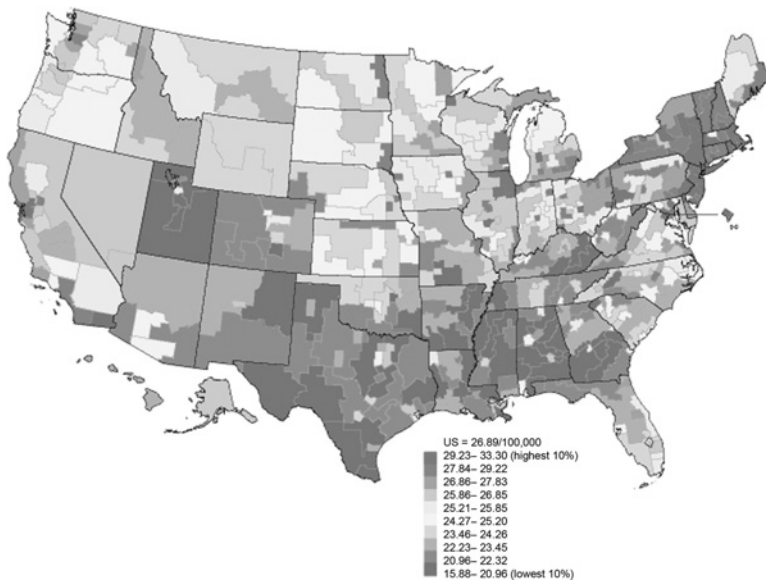 US = 26.89/100,000
29.23– 33.30 (highest 10%)
27.84– 29.22
26.86– 27.83
25.86– 26.85
25.21– 25.85
24.27– 25.20
23.46– 24.26
22.23– 23.45
20.96– 22.32
15.88– 20.96 (lowest 10%)